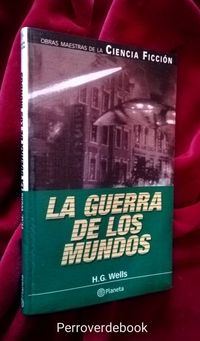 OBRAS MAESTRAS DE LA CIENCIA FICCIÓN
LA GUERRA
DE LOS
MUNDOS
H.G. Wells
Planeta
Perroverdebook